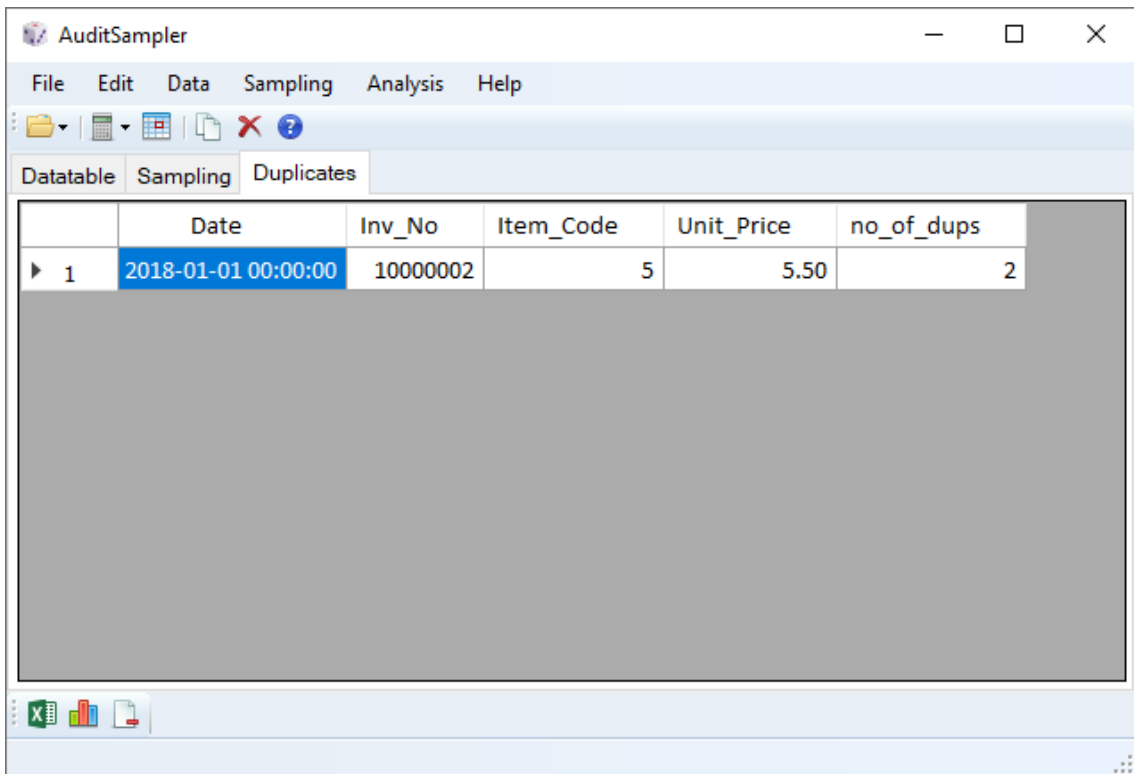 AuditSampler
File Edit Data Sampling Analysis Help
Datatable Sampling Duplicates
Date Inv_No Item_Code Unit_Price no_of_dups
1 2018-01-01 00:00:00 10000002 5 5.50 2